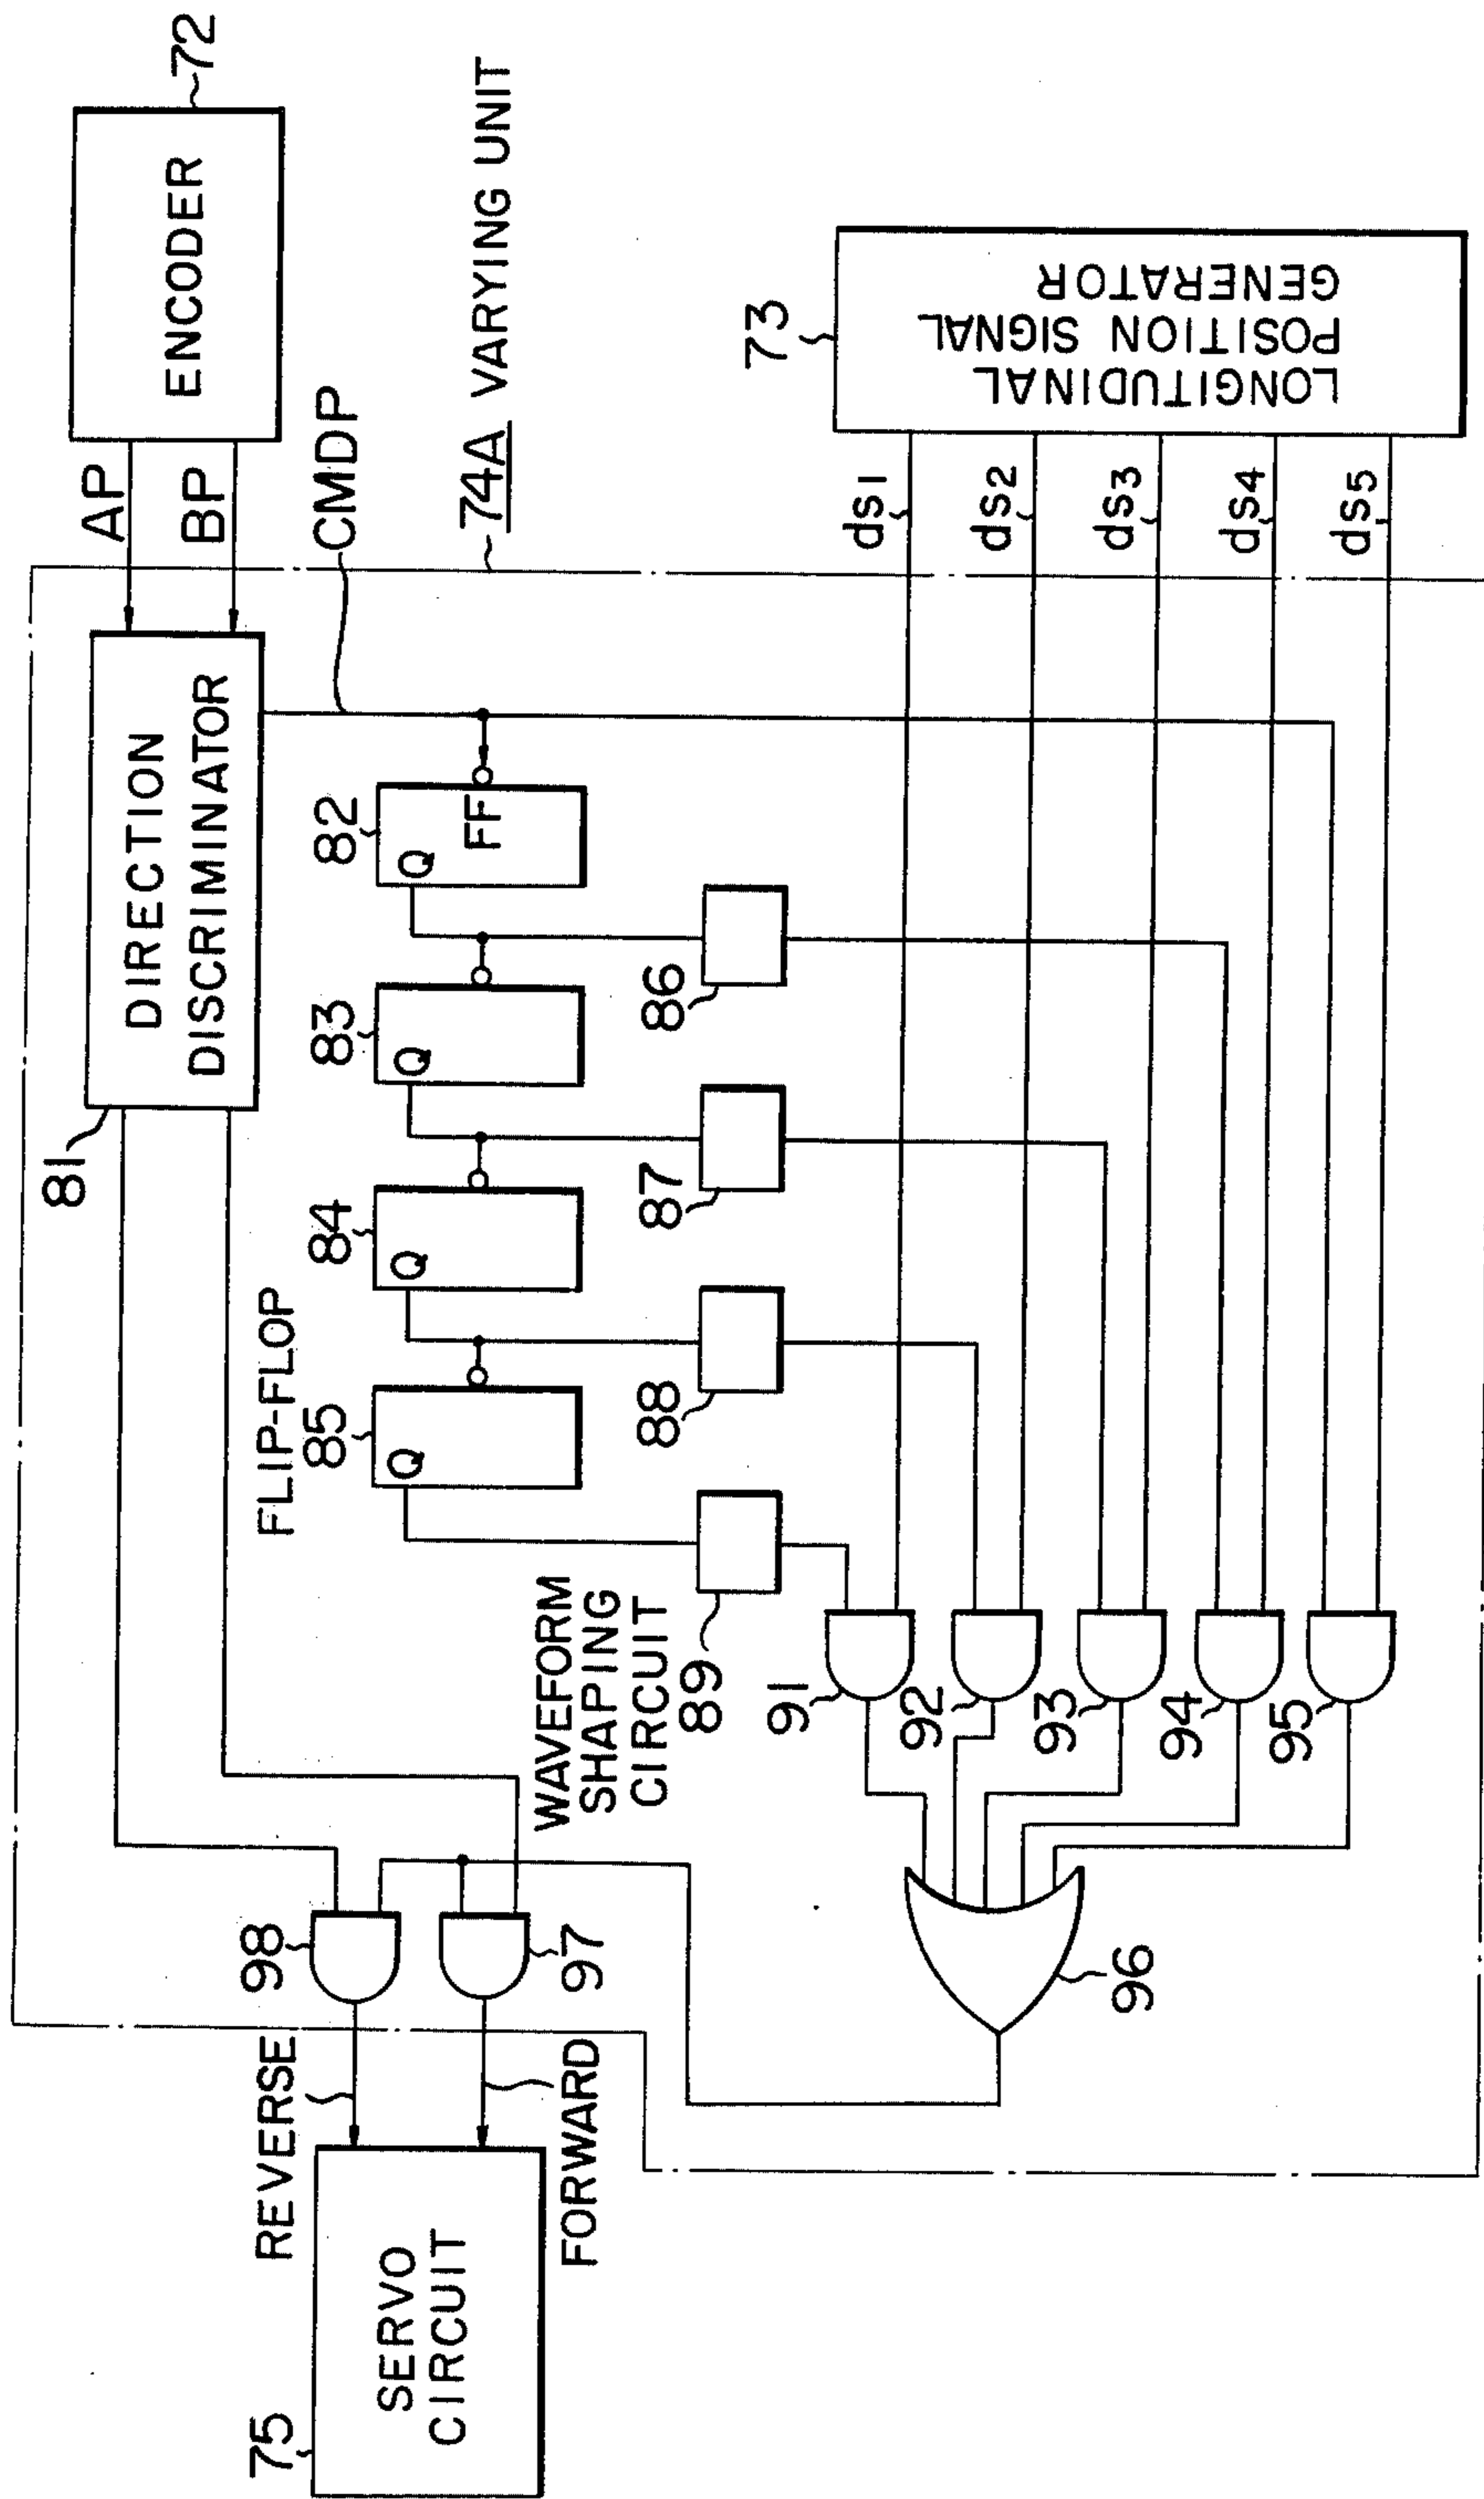 75
SERVO
CIRCUIT
REVERSE
FORWARD
98
97
96
81
DIRECTION
DISCRIMINATOR
FLIP-FLOP
85
84
83
82
Q
Q
Q
Q
FF
WAVEFORM
SHAPING
CIRCUIT
89
88
87
86
91
92
93
94
95
AP
BP
CMDP
ENCODER
72
74A VARYING UNIT
73
LONGITUDINAL
POSITION SIGNAL
GENERATOR
ds1
ds2
ds3
ds4
ds5